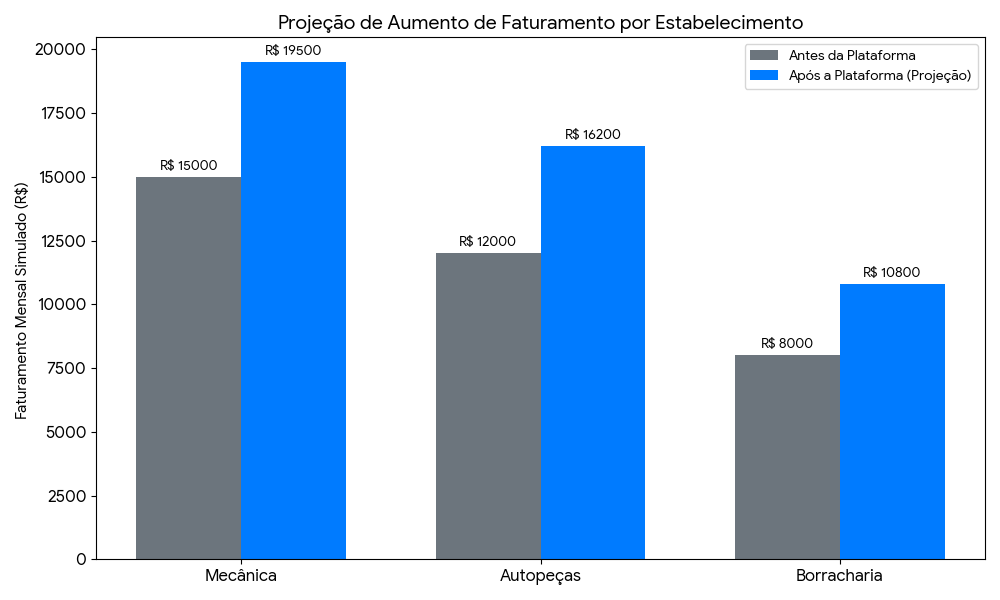 Projeção de Aumento de Faturamento por Estabelecimento
Faturamento Mensal Simulado (R$)
20000
17500
15000
12500
10000
7500
5000
2500
0
Antes da Plataforma
Após a Plataforma (Projeção)
R$ 15000
R$ 19500
R$ 12000
R$ 16200
R$ 8000
R$ 10800
Mecânica
Autopeças
Borracharia